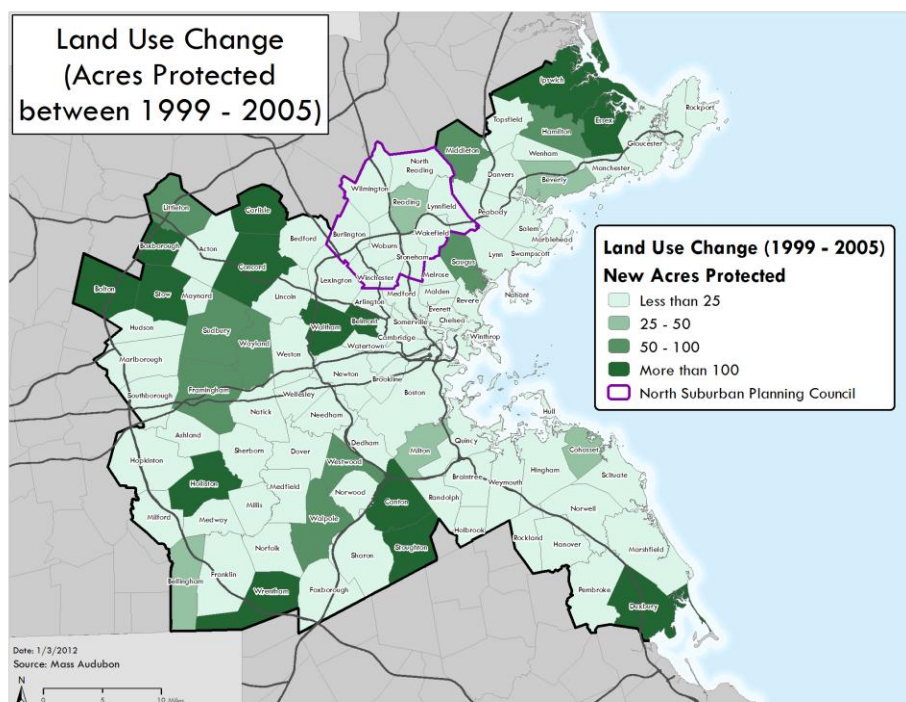 Land Use Change
(Acres Protected
between 1999 - 2005)
Ipswich
Rockport
Essex
Topsfield
Hamilton
Gloucester
Middleton
Wenham
Manchester
North
Reading
Danvers
Beverly
Wilmington
Littleton
Carlisle
Reading
Lynnfield
Peabody
Salem
Marblehead
Boxborough
Acton
Bedford
Burlington
Wakefield
Woburn
Stoneham
Saugus
Lynn
Swampscott
Concord
Lexington
Winchester
Melrose
Bolton
Stow
Maynard
Lincoln
Arlington
Medford
Malden
Revere
Nahant
Everett
Hudson
Sudbury
Waltham
Belmont
Somerville
Chelsea
Winthrop
Wayland
Watertown
Cambridge
Marlborough
Weston
Newton
Brookline
Framingham
Boston
Southborough
Wellesley
Natick
Needham
Hull
Ashland
Dedham
Quincy
Cohasset
Hopkinton
Sherborn
Dover
Westwood
Milton
Scituate
Holliston
Medfield
Norwood
Braintree
Weymouth
Hingham
Millis
Canton
Randolph
Norwell
Milford
Medway
Walpole
Holbrook
Rockland
Hanover
Marshfield
Norfolk
Sharon
Stoughton
Bellingham
Franklin
Wrentham
Foxborough
Pembroke
Duxbury
Land Use Change (1999 - 2005)
New Acres Protected
Less than 25
25 - 50
50 - 100
More than 100
North Suburban Planning Council
Date: 1/3/2012
Source: Mass Audubon
N
0 5 10 Miles